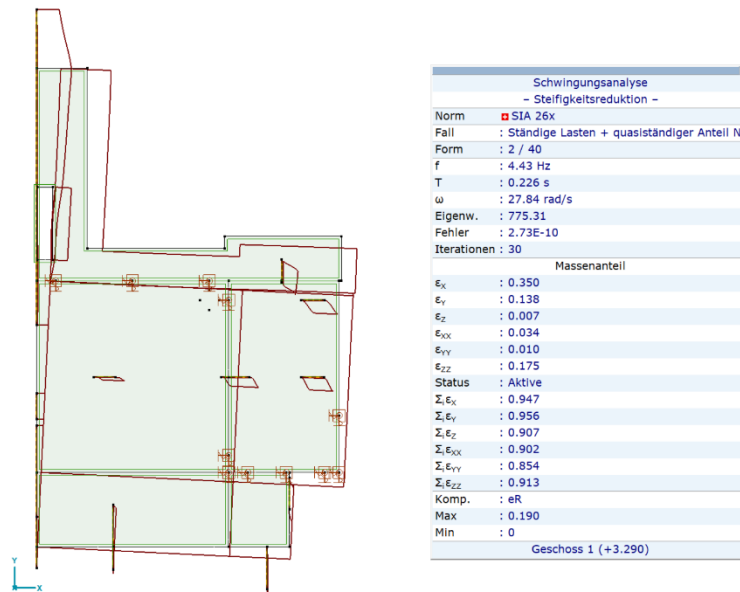 Schwingungsanalyse
– Steifigkeitsreduktion –
Norm SIA 26x
Fall : Ständige Lasten + quasiständiger Anteil N
Form : 2 / 40
f : 4.43 Hz
T : 0.226 s
ω : 27.84 rad/s
Eigenw. : 775.31
Fehler : 2.73E-10
Iterationen : 30
Massenanteil
εX : 0.350
εY : 0.138
εZ : 0.007
εXX : 0.034
εYY : 0.010
εZZ : 0.175
Status : Aktive
ΣiεX : 0.947
ΣiεY : 0.956
ΣiεZ : 0.907
ΣiεXX : 0.902
ΣiεYY : 0.854
ΣiεZZ : 0.913
Komp. : eR
Max : 0.190
Min : 0
Geschoss 1 (+3.290)
Y
X